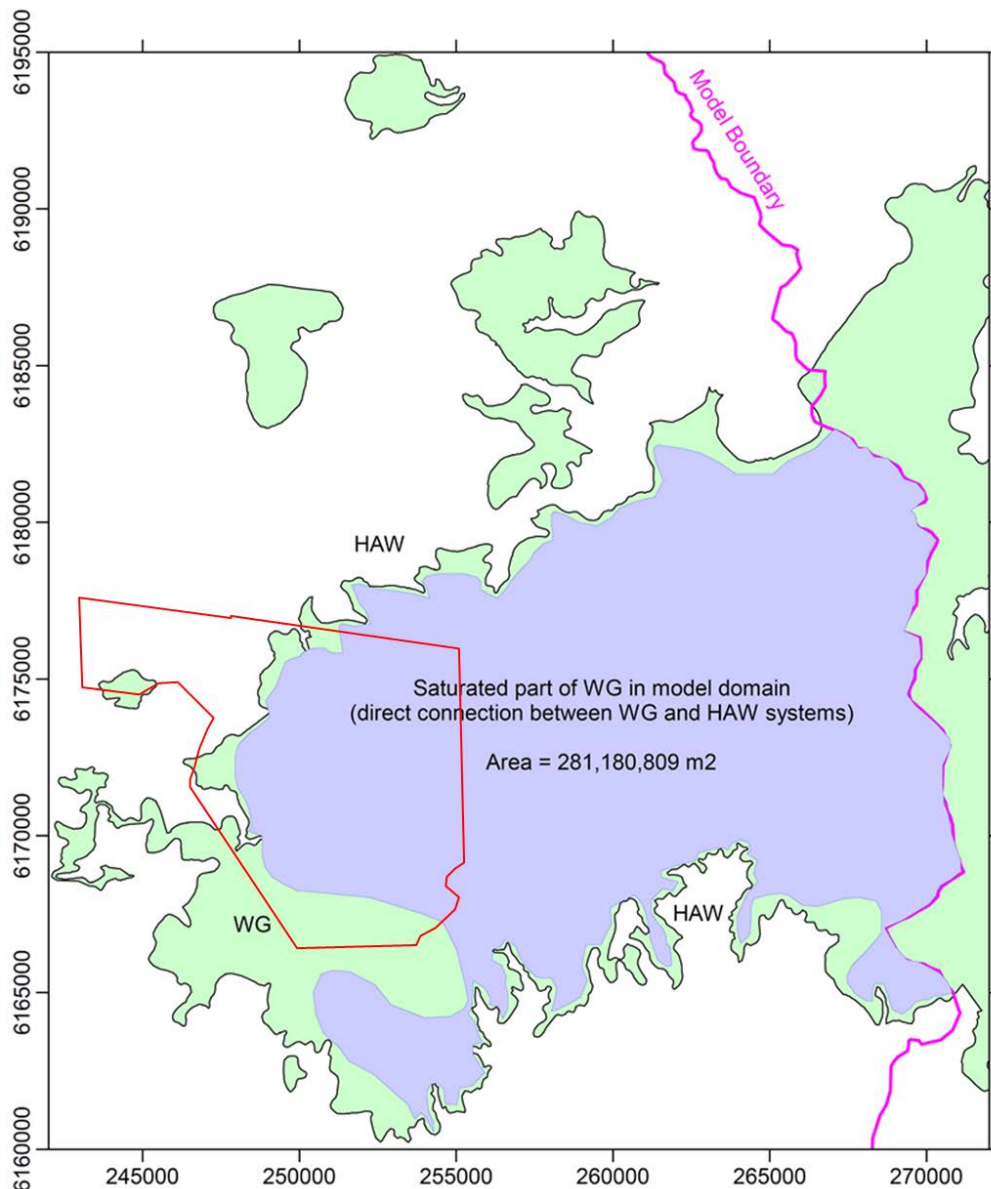 6195000
6190000
6185000
6180000
6175000
6170000
6165000
6160000
Model Boundary
HAW
Saturated part of WG in model domain
(direct connection between WG and HAW systems)
Area = 281,180,809 m2
HAW
WG
245000
250000
255000
260000
265000
270000